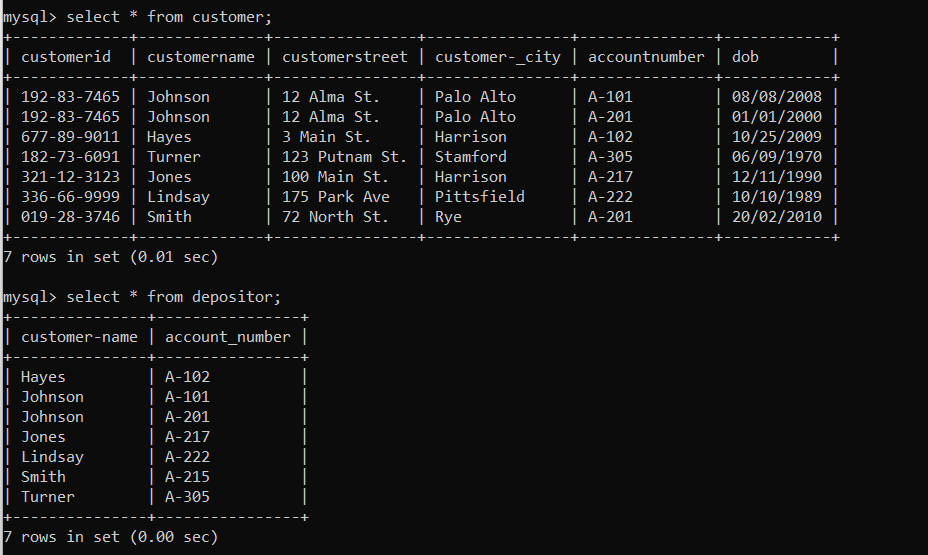 mysql> select * from customer;
+-------------+--------------+----------------+----------------+---------------+------------+
| customerid  | customername | customerstreet | customer-_city | accountnumber | dob        |
+-------------+--------------+----------------+----------------+---------------+------------+
| 192-83-7465 | Johnson      | 12 Alma St.    | Palo Alto      | A-101         | 08/08/2008 |
| 192-83-7465 | Johnson      | 12 Alma St.    | Palo Alto      | A-201         | 01/01/2000 |
| 677-89-9011 | Hayes        | 3 Main St.     | Harrison       | A-102         | 10/25/2009 |
| 182-73-6091 | Turner       | 123 Putnam St. | Stamford       | A-305         | 06/09/1970 |
| 321-12-3123 | Jones        | 100 Main St.   | Harrison       | A-217         | 12/11/1990 |
| 336-66-9999 | Lindsay      | 175 Park Ave   | Pittsfield     | A-222         | 10/10/1989 |
| 019-28-3746 | Smith        | 72 North St.   | Rye            | A-201         | 20/02/2010 |
+-------------+--------------+----------------+----------------+---------------+------------+
7 rows in set (0.01 sec)
mysql> select * from depositor;
+---------------+----------------+
| customer-name | account_number |
+---------------+----------------+
| Hayes         | A-102          |
| Johnson       | A-101          |
| Johnson       | A-201          |
| Jones         | A-217          |
| Lindsay       | A-222          |
| Smith         | A-215          |
| Turner        | A-305          |
+---------------+----------------+
7 rows in set (0.00 sec)